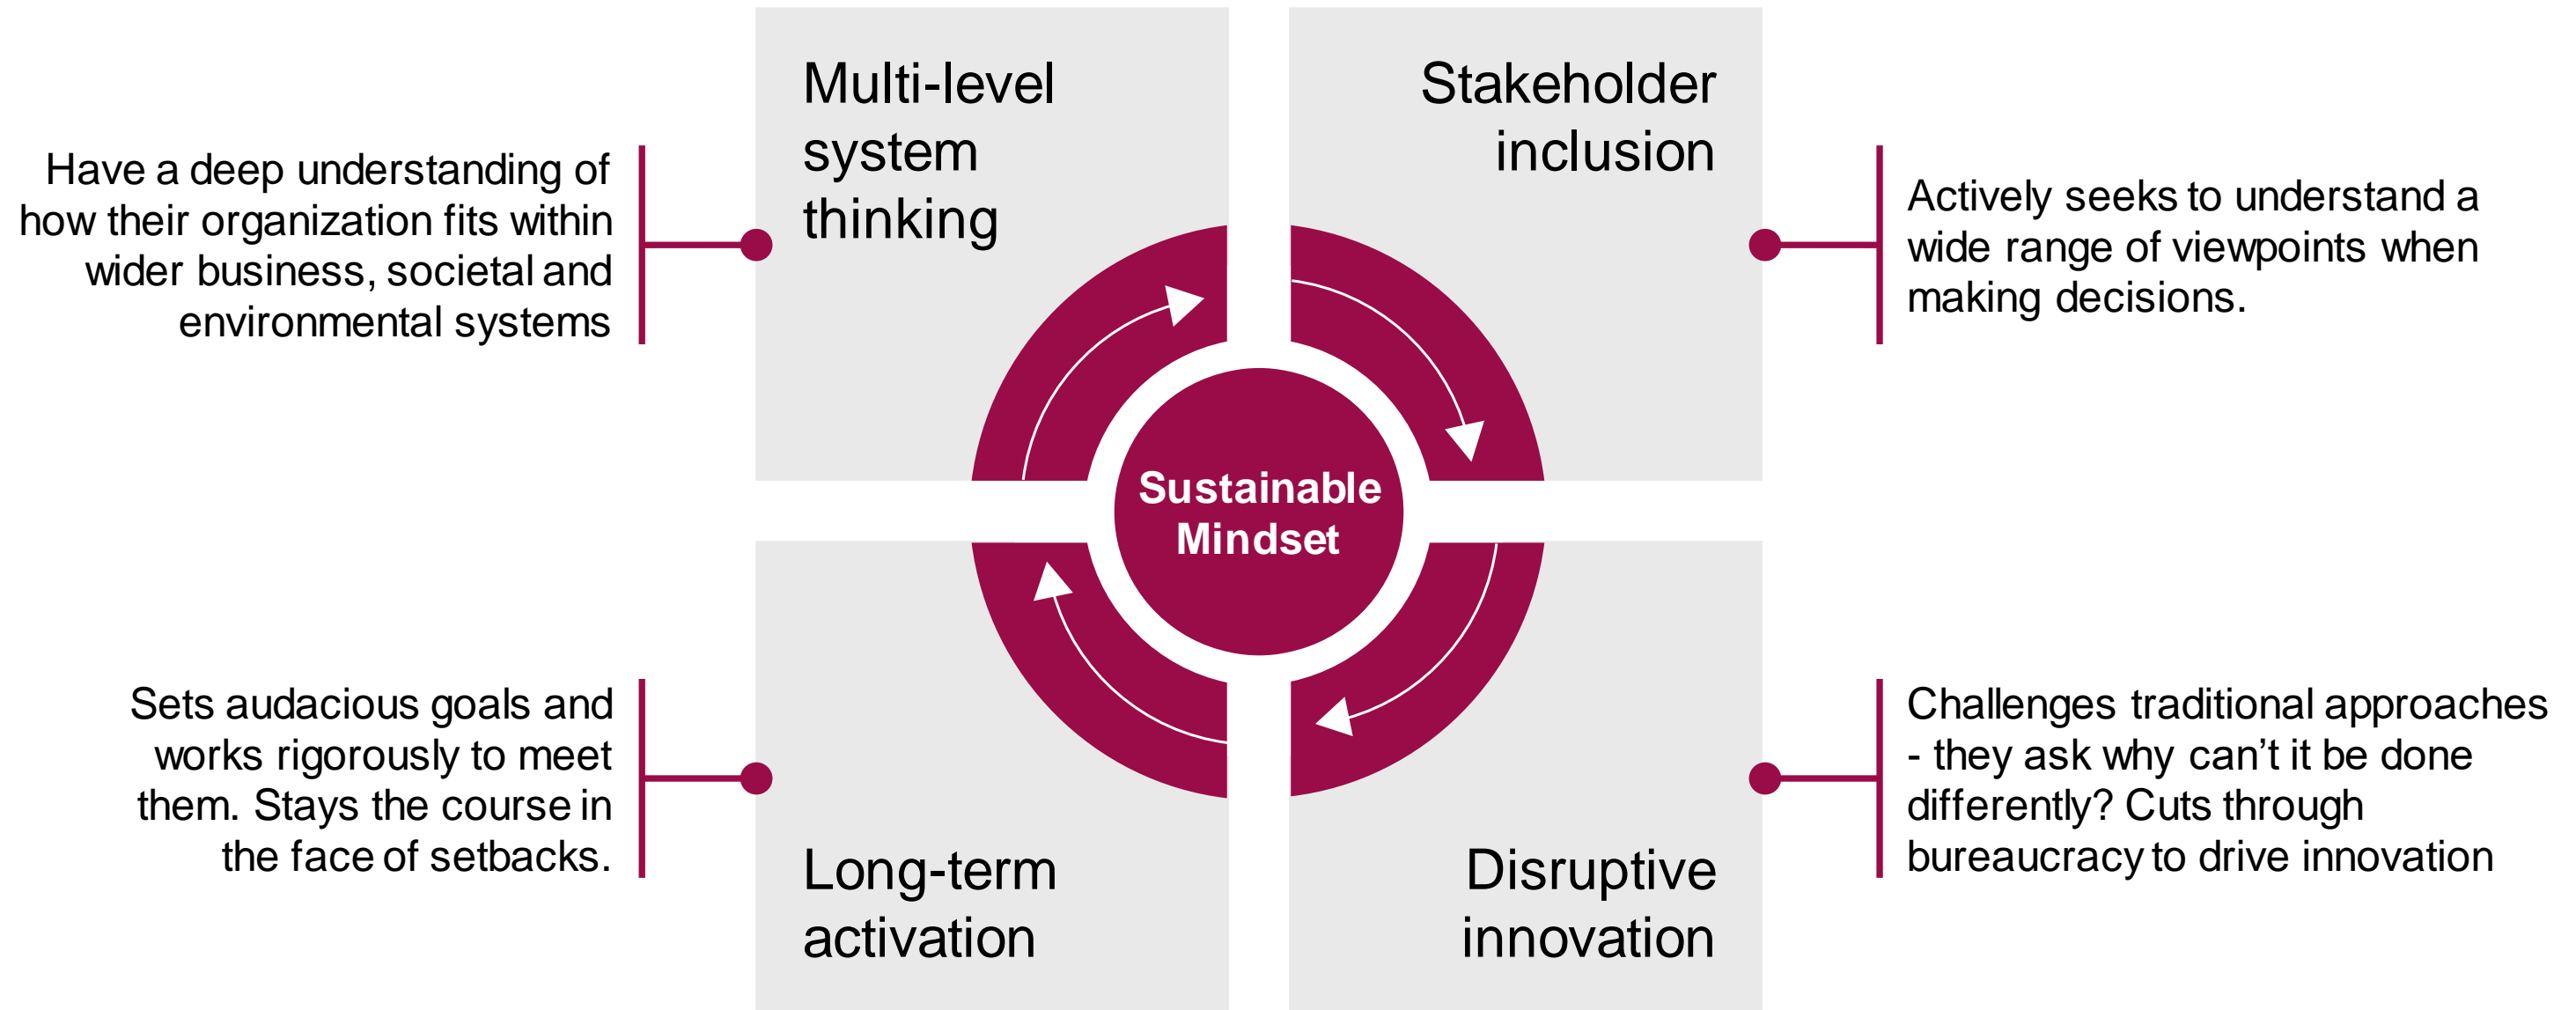 Multi-level
system
thinking
Have a deep understanding of
how their organization fits within
wider business, societal and
environmental systems
Stakeholder
inclusion
Actively seeks to understand a
wide range of viewpoints when
making decisions.
Sustainable
Mindset
Long-term
activation
Sets audacious goals and
works rigorously to meet
them. Stays the course in
the face of setbacks.
Disruptive
innovation
Challenges traditional approaches
- they ask why can’t it be done
differently? Cuts through
bureaucracy to drive innovation